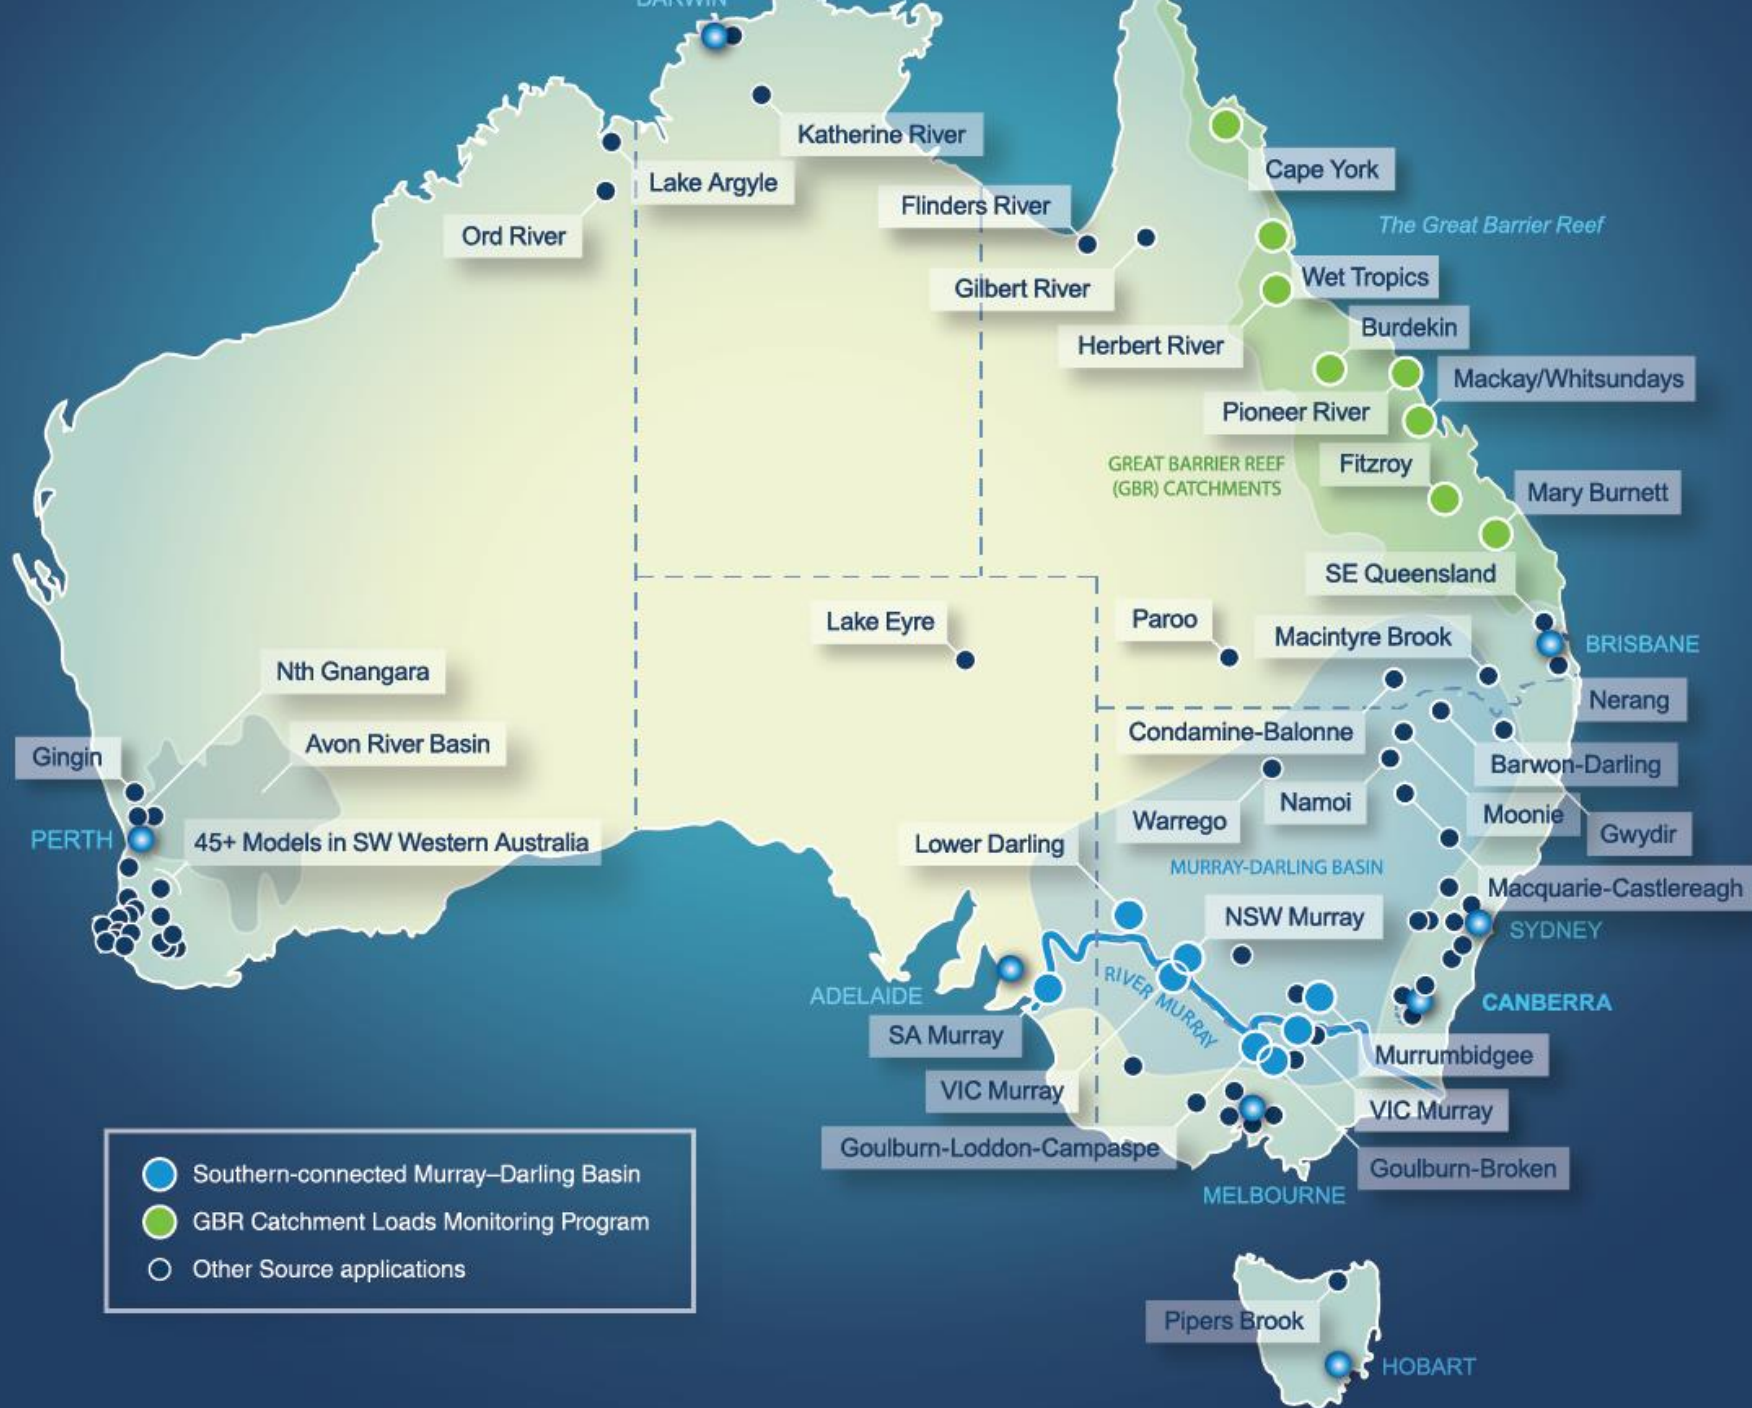 DARWIN
Katherine River
Cape York
Lake Argyle
Flinders River
The Great Barrier Reef
Ord River
Wet Tropics
Gilbert River
Burdekin
Herbert River
Mackay/Whitsundays
Pioneer River
GREAT BARRIER REEF
(GBR) CATCHMENTS
Fitzroy
Mary Burnett
SE Queensland
Lake Eyre
Paroo
Macintyre Brook
BRISBANE
Nth Gnangara
Nerang
Avon River Basin
Condamine-Balonne
Gingin
Barwon-Darling
Namoi
Moonie
Warrego
Gwydir
PERTH
45+ Models in SW Western Australia
Lower Darling
MURRAY-DARLING BASIN
Macquarie-Castlereagh
NSW Murray
SYDNEY
ADELAIDE
RIVER MURRAY
CANBERRA
SA Murray
Murrumbidgee
VIC Murray
VIC Murray
Goulburn-Loddon-Campaspe
Goulburn-Broken
MELBOURNE
Southern-connected Murray–Darling Basin
GBR Catchment Loads Monitoring Program
Other Source applications
Pipers Brook
HOBART